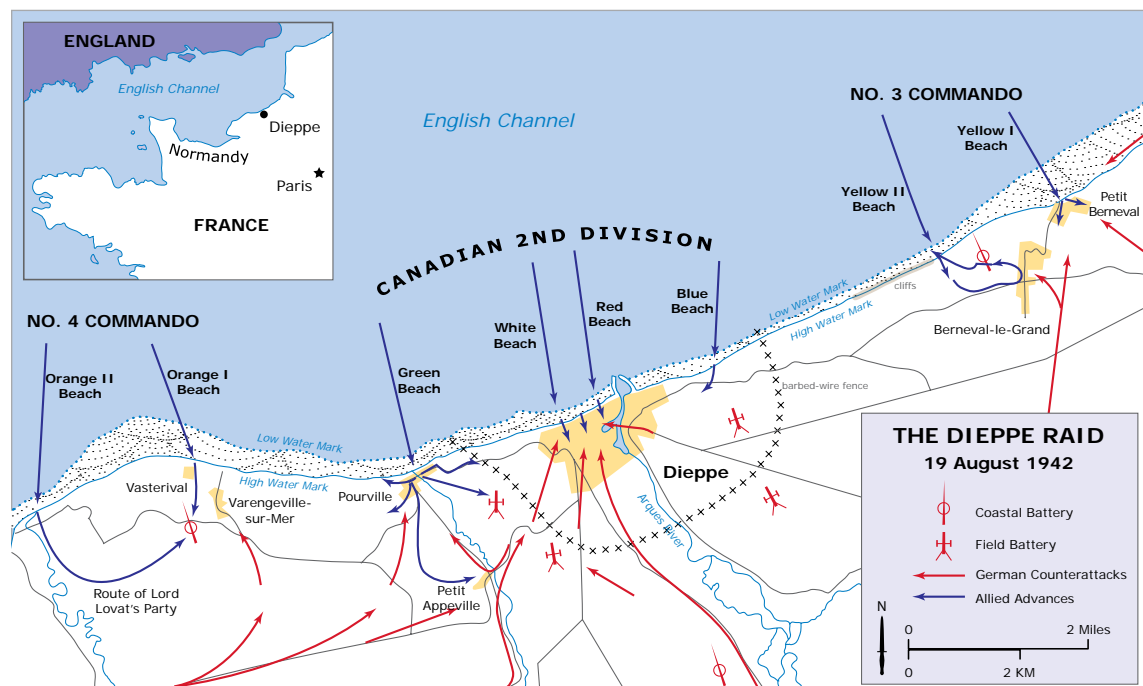 ENGLAND
English Channel
Dieppe
Normandy
Paris
FRANCE
English Channel
NO. 3 COMMANDO
Yellow I
Beach
Yellow II
Beach
Petit
Berneval
CANADIAN 2ND DIVISION
cliffs
Low Water Mark
High Water Mark
Berneval-le-Grand
Blue
Beach
Red
Beach
White
Beach
NO. 4 COMMANDO
Orange II
Beach
Orange I
Beach
Green
Beach
barbed-wire fence
Low Water Mark
High Water Mark
Vasterival
Varengeville-
sur-Mer
Pourville
Dieppe
Arques River
Route of Lord
Lovat's Party
Petit
Appeville
THE DIEPPE RAID
19 August 1942
Coastal Battery
Field Battery
German Counterattacks
Allied Advances
N
0
2 Miles
0
2 KM